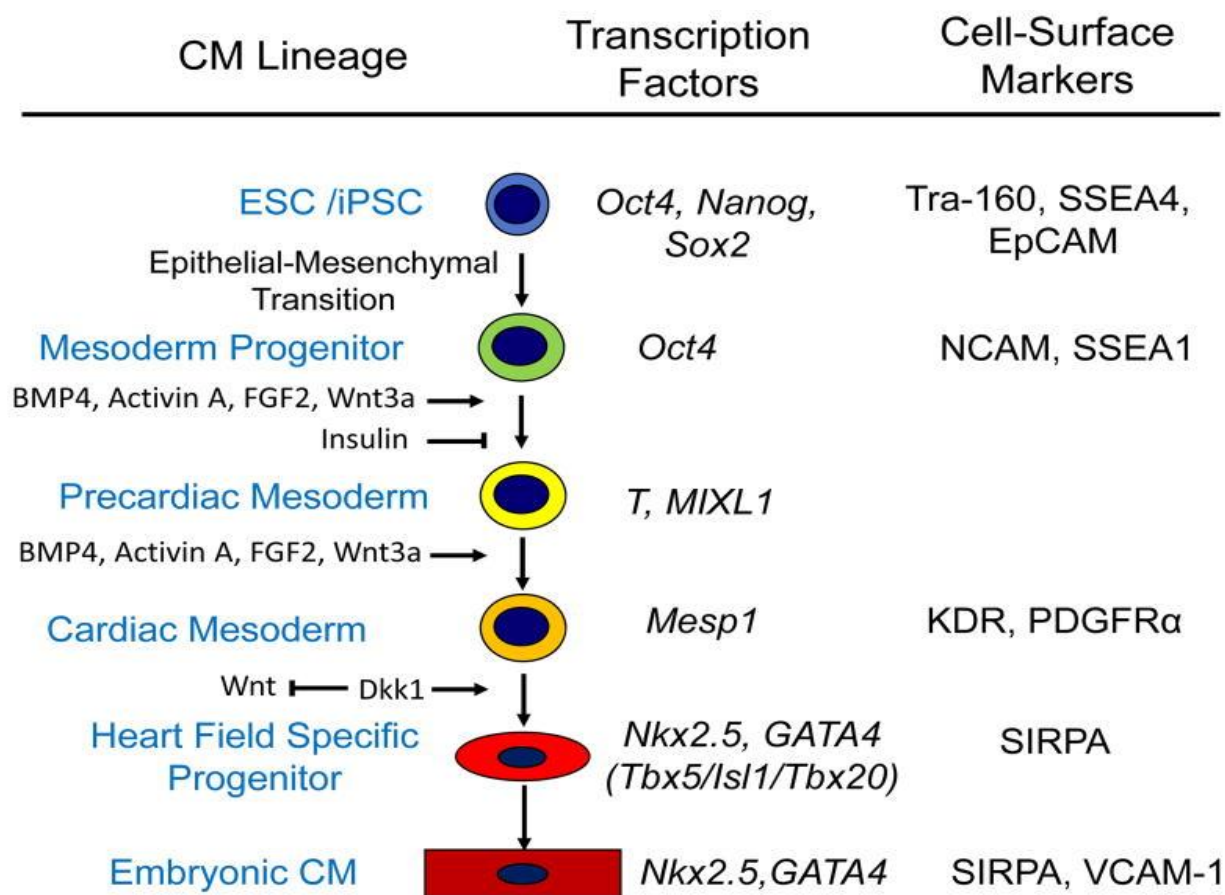 CM Lineage
Transcription
Factors
Cell-Surface
Markers
ESC /iPSC
Oct4, Nanog,
Sox2
Tra-160, SSEA4,
EpCAM
Epithelial-Mesenchymal
Transition
Mesoderm Progenitor
Oct4
NCAM, SSEA1
BMP4, Activin A, FGF2, Wnt3a
Insulin
Precardiac Mesoderm
T, MIXL1
BMP4, Activin A, FGF2, Wnt3a
Cardiac Mesoderm
Mesp1
KDR, PDGFRα
Wnt
Dkk1
Heart Field Specific
Progenitor
Nkx2.5, GATA4
(Tbx5/Isl1/Tbx20)
SIRPA
Embryonic CM
Nkx2.5,GATA4
SIRPA, VCAM-1